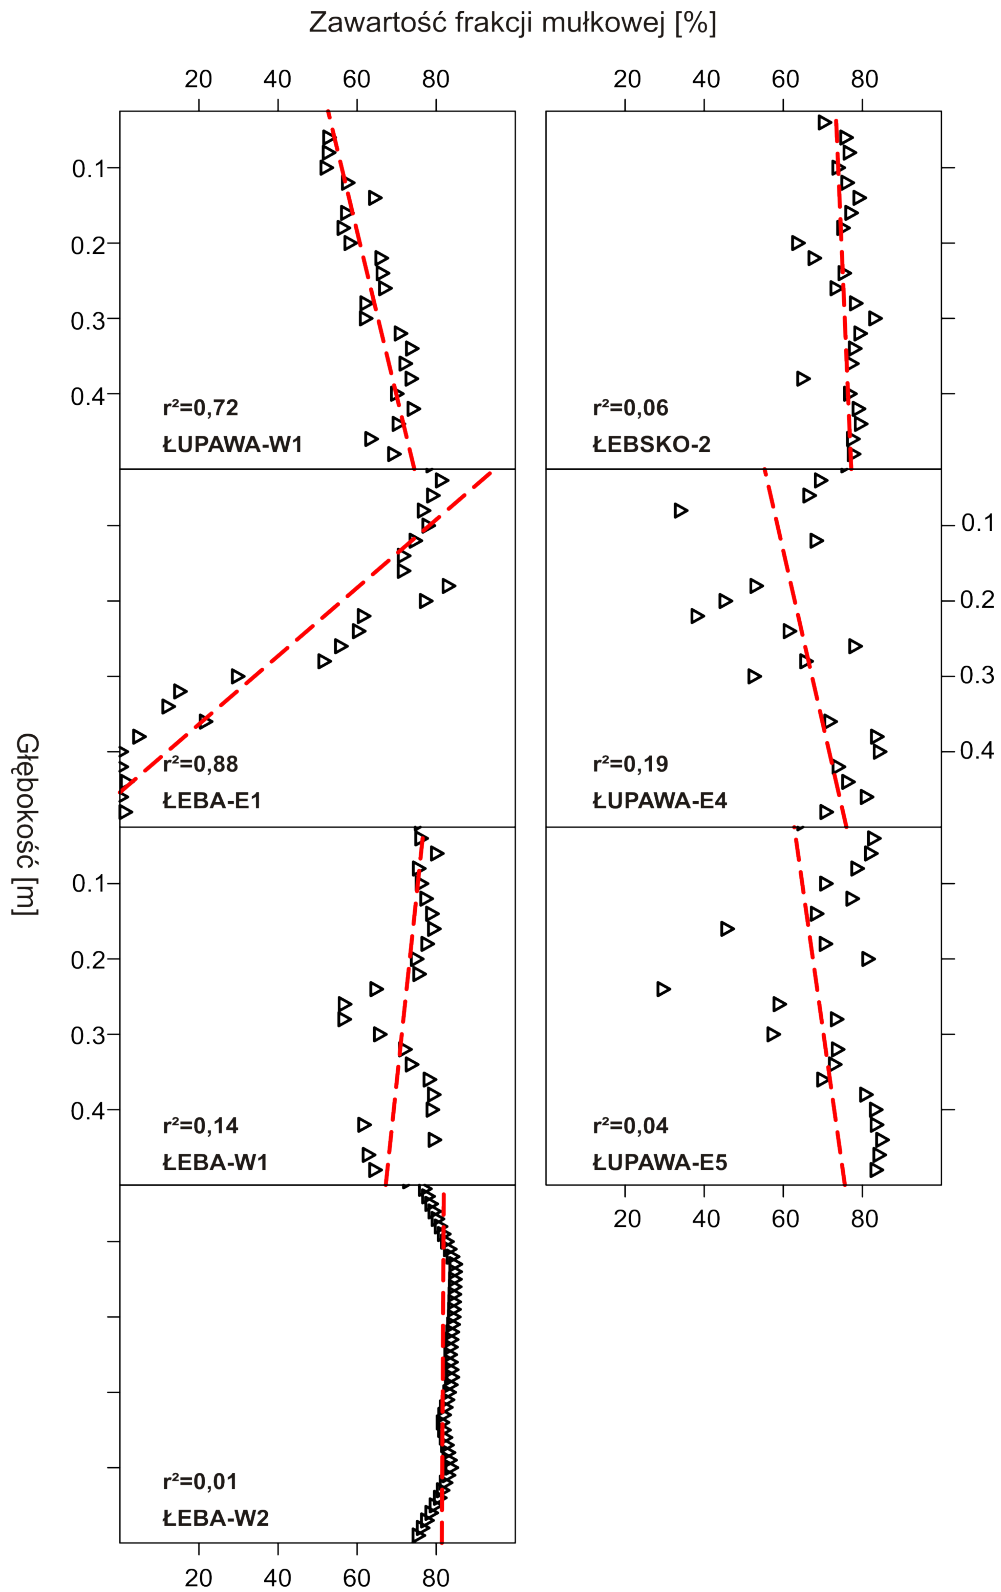 Zawartość frakcji mułkowej [%]
20 40 60 80 20 40 60 80
0.1
0.2
0.3
0.4
r²=0,72
ŁUPAWA-W1
r²=0,06
ŁEBSKO-2
Głębokość [m]
r²=0,88
ŁEBA-E1
0.1
0.2
0.3
0.4
r²=0,19
ŁUPAWA-E4
0.1
0.2
0.3
0.4
r²=0,14
ŁEBA-W1
r²=0,04
ŁUPAWA-E5
20 40 60 80
r²=0,01
ŁEBA-W2
20 40 60 80